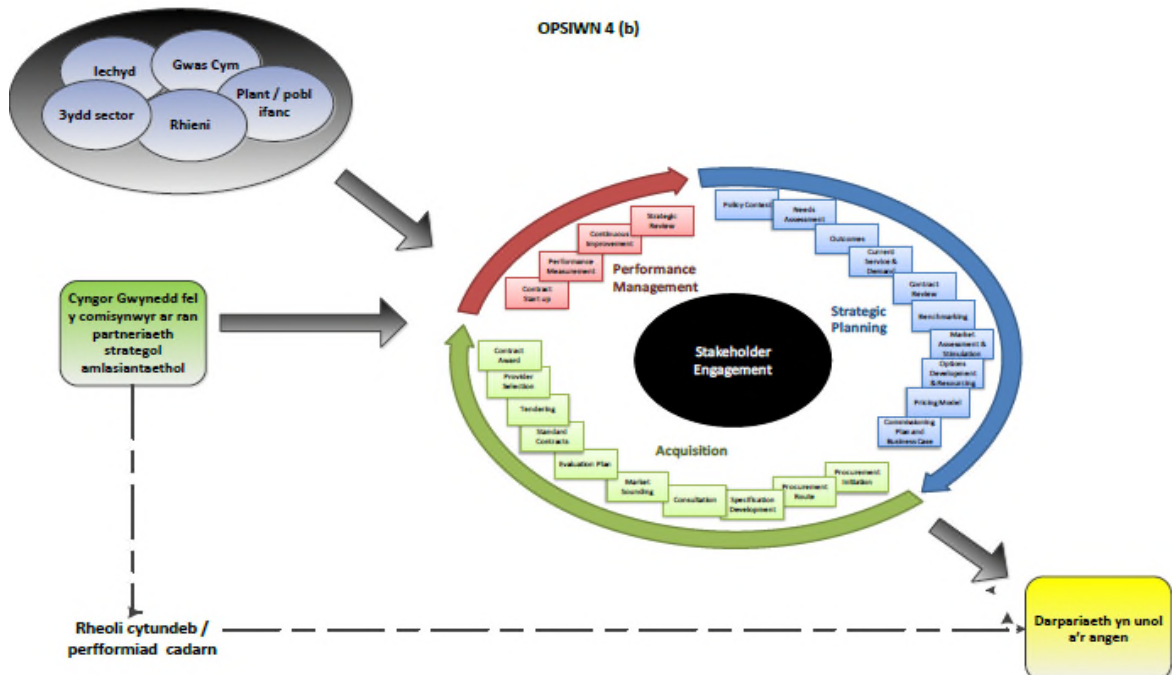 OPSIWN 4 (b)
Iechyd
Gwas Cym
Plant / pobl
ifanc
3ydd sector
Rhieni
Cyngor Gwynedd fel
y comisynwyr ar ran
partneriaeth
strategol
amlasiantaethol
Strategic
Review
Continuous
Improvement
Performance
Measurement
Contract
Start up
Performance
Management
Policy Context
Needs
Assessment
Outcomes
Current
Service &
Demand
Contract
Review
Benchmarking
Market
Assessment &
Stimulation
Options
Development
& Resourcing
Pricing Model
Commissioning
Plan and
Business Case
Strategic
Planning
Stakeholder
Engagement
Contract
Award
Provider
Selection
Tendering
Standard
Contracts
Evaluation Plan
Market
Sounding
Consultation
Specification
Development
Procurement
Route
Procurement
Initiation
Acquisition
Rheoli cytundeb /
perfformiad cadarn
Darpariaeth yn unol
a'r angen